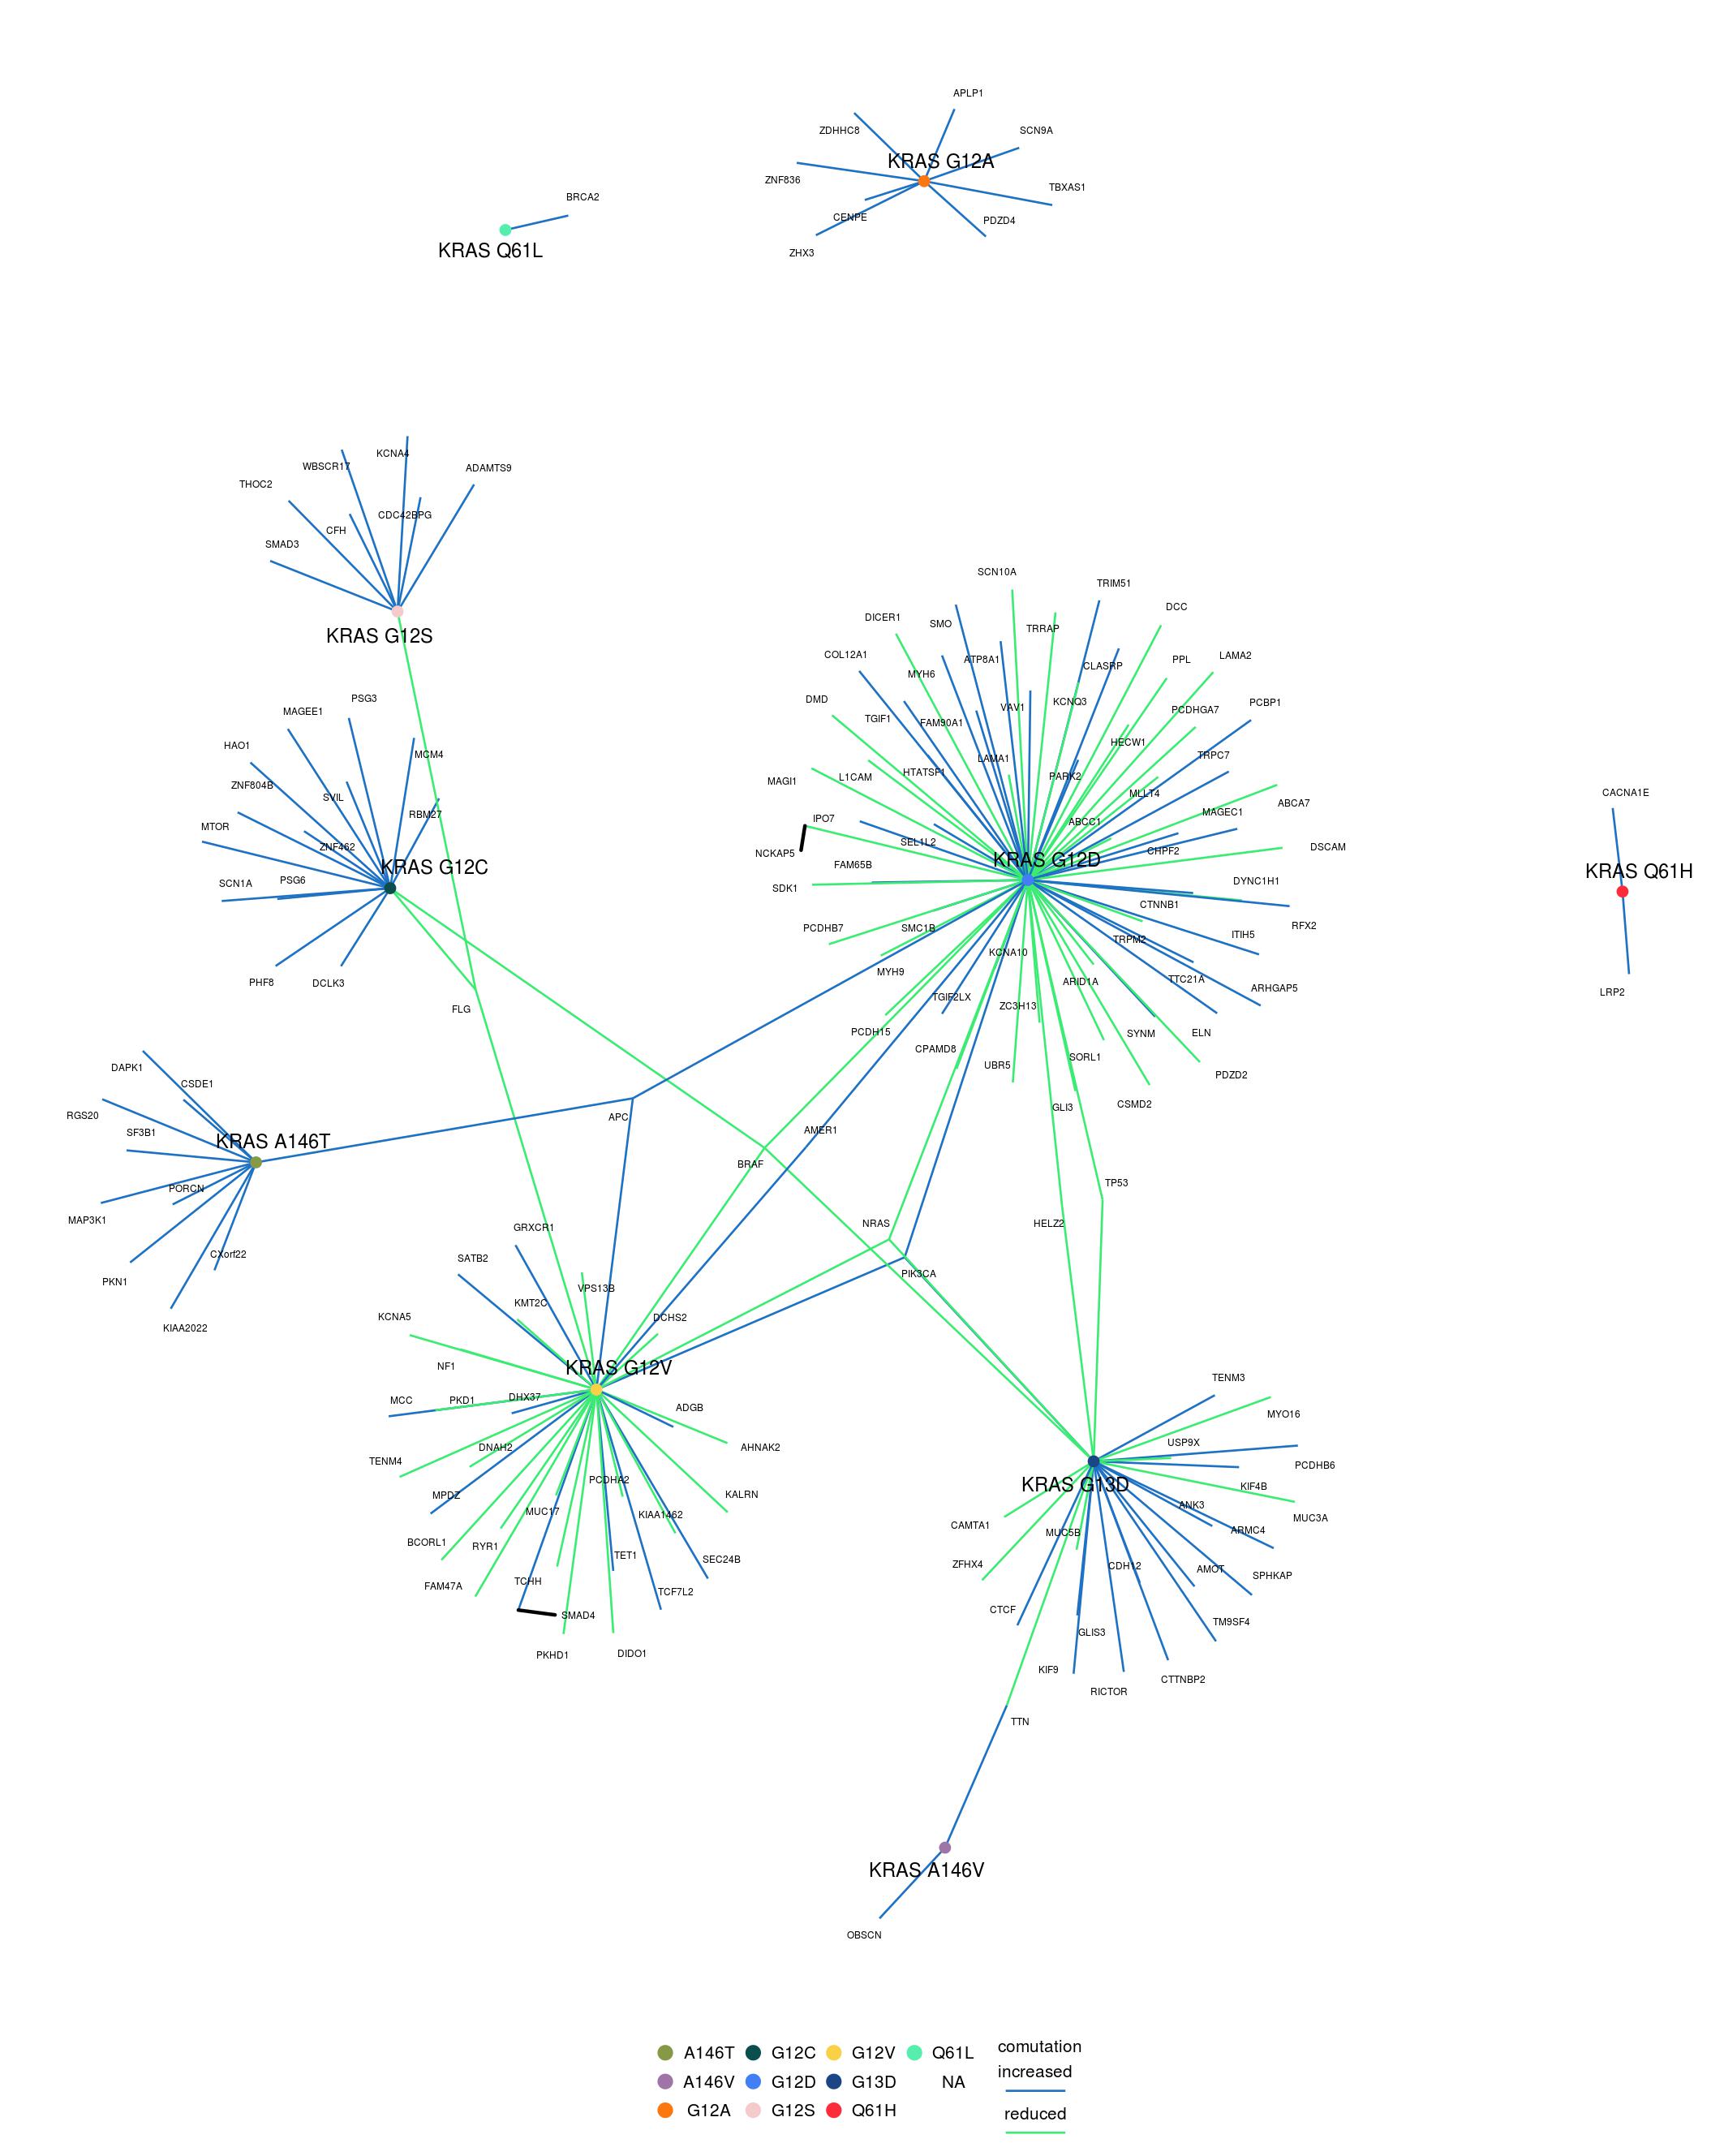 APLP1
ZDHHC8
SCN9A
KRAS G12A
ZNF836
TBXAS1
BRCA2
CENPE
PDZD4
KRAS Q61L
ZHX3
KCNA4
WBSCR17
ADAMTS9
THOC2
CDC42BPG
CFH
SMAD3
KRAS G12S
SCN10A
TRIM51
DCC
DICER1
SMO
TRRAP
COL12A1
ATP8A1
CLASRP
PPL
LAMA2
MYH6
DMD
TGIF1
FAM90A1
VAV1
KCNQ3
PCDHGA7
PCBP1
HECW1
LAMA1
TRPC7
MAGI1
L1CAM
HTATSF1
PARK2
MLLT4
ABCA7
IPO7
ABCC1
MAGEC1
NCKAP5
SEL1L2
FAM65B
KRAS G12D
CHPF2
DSCAM
SDK1
DYNC1H1
CTNNB1
RFX2
PCDHB7
SMC1B
TRPM2
ITIH5
MYH9
KCNA10
ARID1A
TTC21A
ARHGAP5
TGIF2LX
ZC3H13
PCDH15
CPAMD8
UBR5
SORL1
SYNM
ELN
PDZD2
GLI3
CSMD2
PSG3
MAGEE1
HAO1
MCM4
ZNF804B
SVIL
RBM27
MTOR
ZNF462
KRAS G12C
SCN1A
PSG6
PHF8
DCLK3
FLG
CACNA1E
KRAS Q61H
LRP2
DAPK1
CSDE1
RGS20
SF3B1
KRAS A146T
PORCN
MAP3K1
CXorf22
PKN1
KIAA2022
APC
AMER1
BRAF
TP53
NRAS
HELZ2
PIK3CA
GRXCR1
SATB2
VPS13B
KMT2C
KCNA5
DCHS2
NF1
KRAS G12V
MCC
PKD1
DHX37
ADGB
DNAH2
AHNAK2
TENM4
PCDHA2
MPDZ
KALRN
MUC17
KIAA1462
BCORL1
RYR1
TET1
SEC24B
FAM47A
TCHH
TCF7L2
SMAD4
PKHD1
DIDO1
TENM3
MYO16
USP9X
PCDHB6
KRAS G13D
KIF4B
ANK3
MUC3A
CAMTA1
MUC5B
ARMC4
ZFHX4
CDH12
AMOT
SPHKAP
CTCF
TM9SF4
GLIS3
KIF9
CTTNBP2
RICTOR
TTN
KRAS A146V
OBSCN
A146T G12C G12V Q61L
A146V G12D G13D NA
G12A G12S Q61H
comutation
increased
reduced